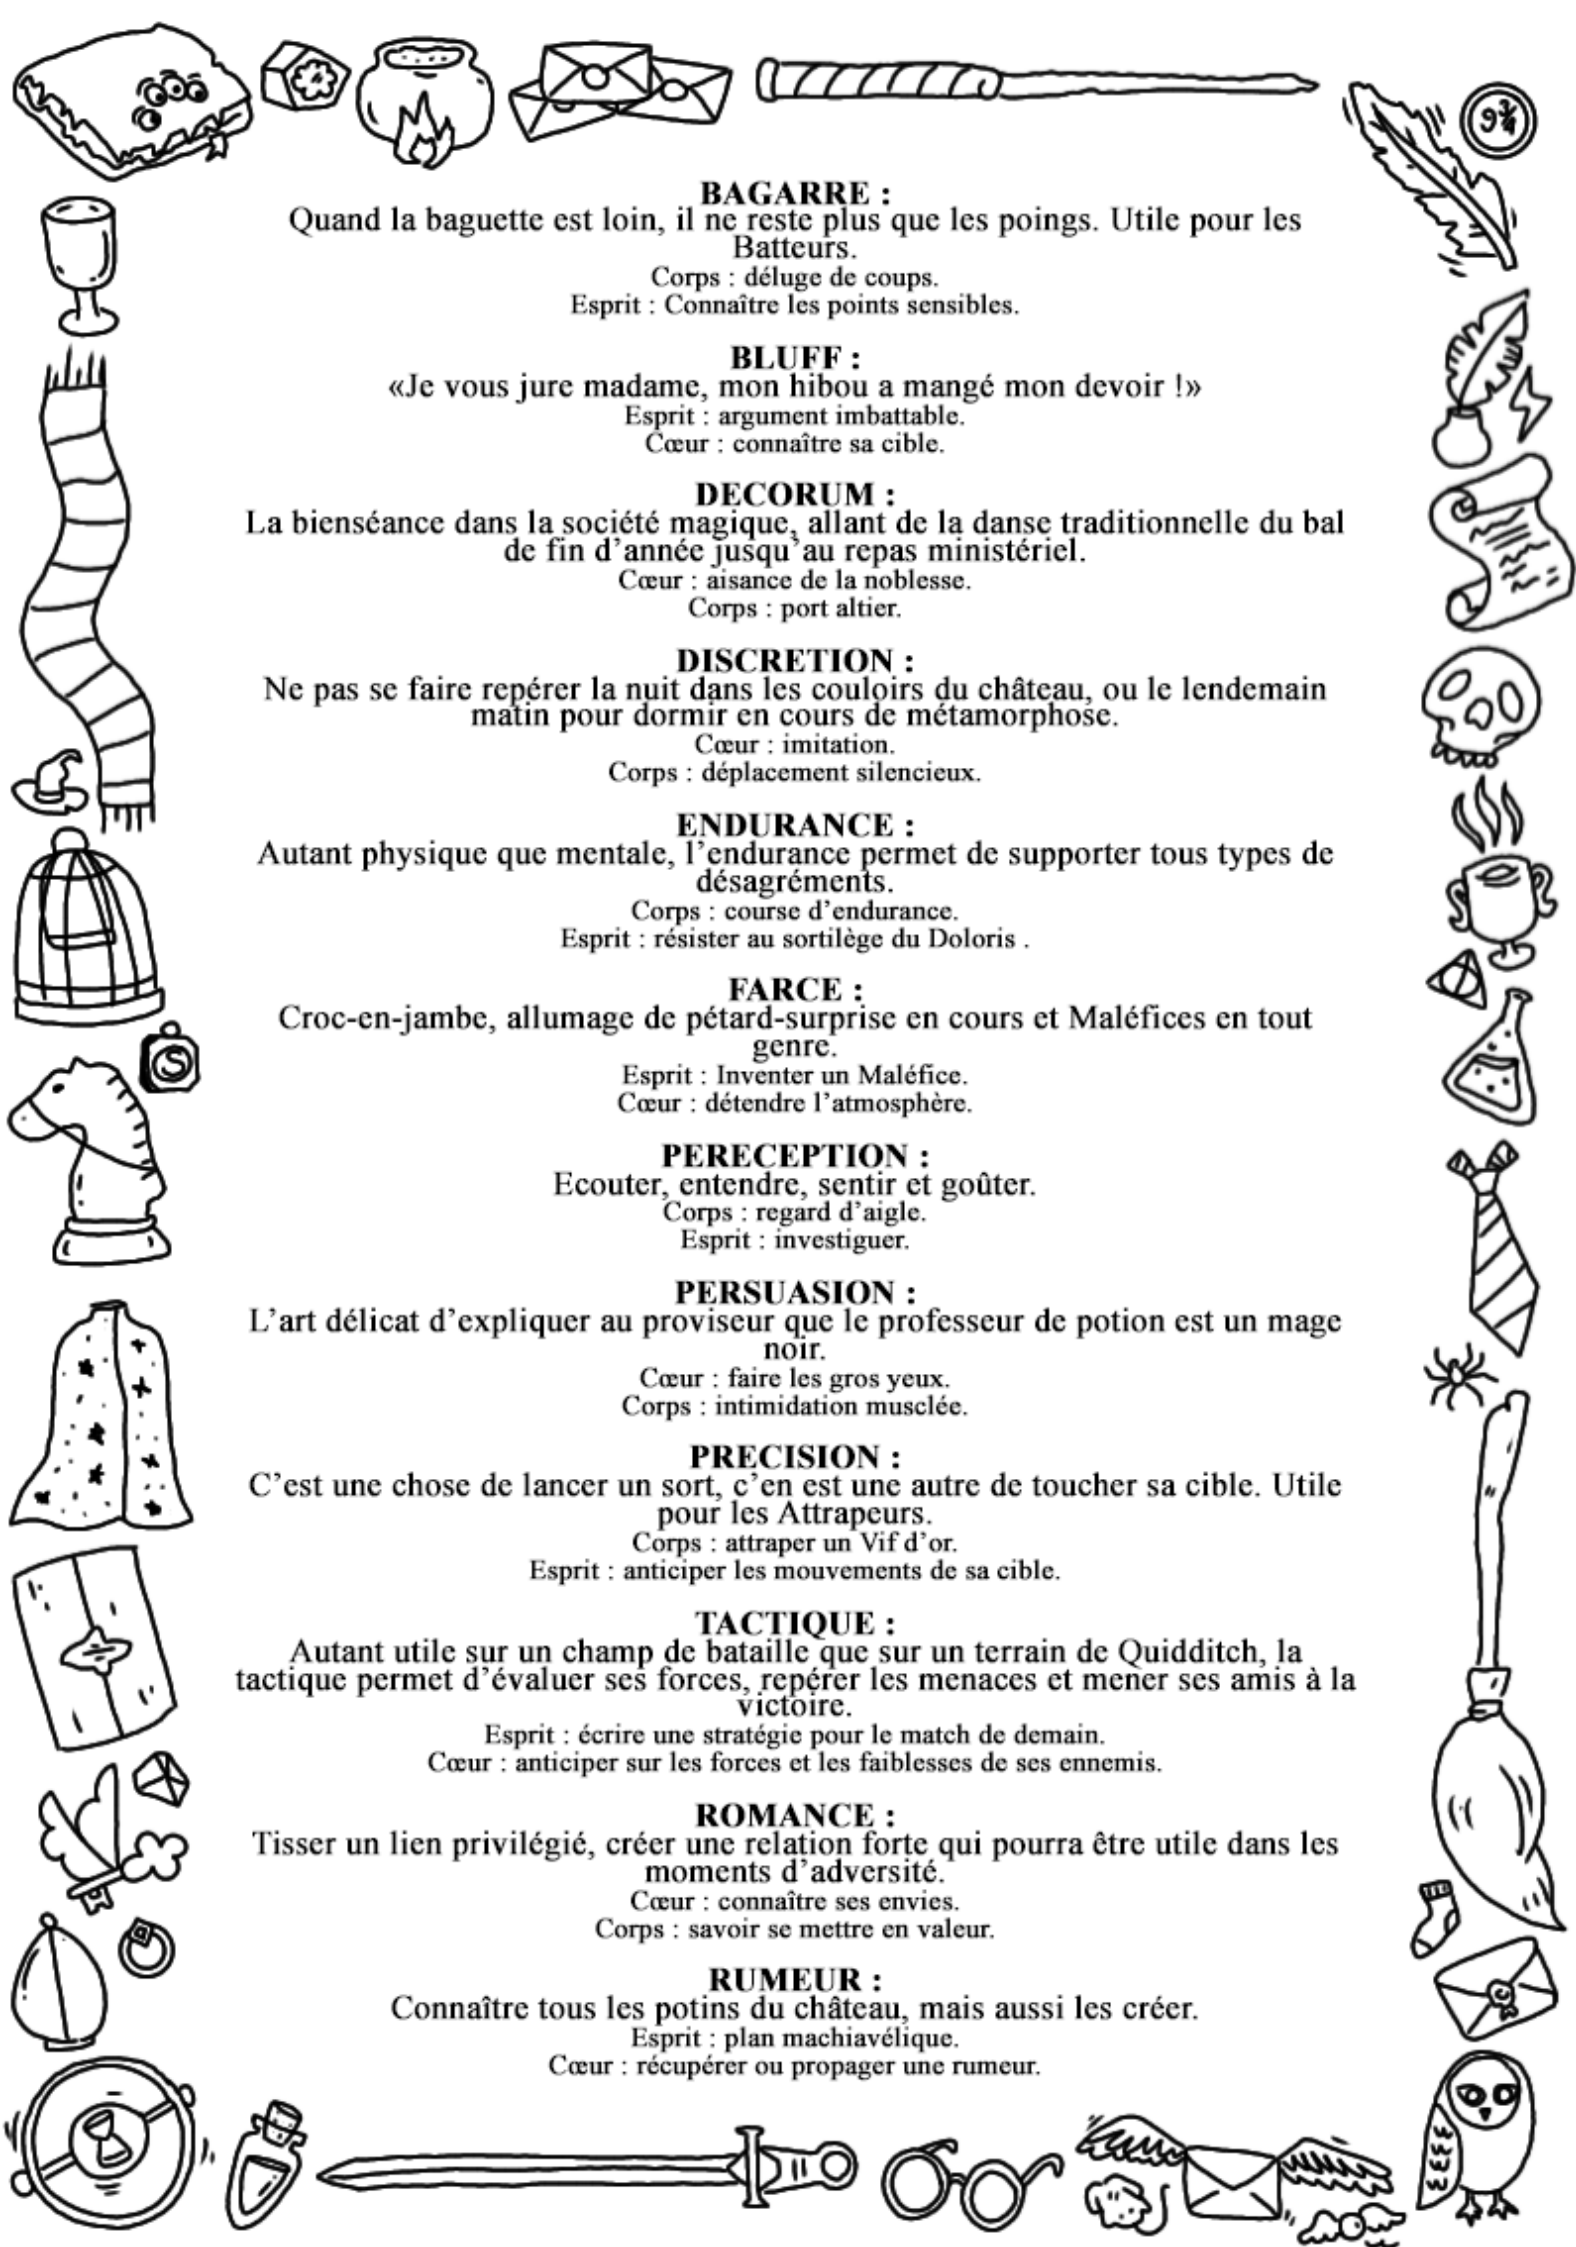 9¾
BAGARRE :
Quand la baguette est loin, il ne reste plus que les poings. Utile pour les
Batteurs.
Corps : déluge de coups.
Esprit : Connaître les points sensibles.
BLUFF :
«Je vous jure madame, mon hibou a mangé mon devoir !»
Esprit : argument imbattable.
Cœur : connaître sa cible.
DECORUM :
La bienséance dans la société magique, allant de la danse traditionnelle du bal
de fin d’année jusqu’au repas ministériel.
Cœur : aisance de la noblesse.
Corps : port altier.
DISCRETION :
Ne pas se faire repérer la nuit dans les couloirs du château, ou le lendemain
matin pour dormir en cours de métamorphose.
Cœur : imitation.
Corps : déplacement silencieux.
ENDURANCE :
Autant physique que mentale, l’endurance permet de supporter tous types de
désagréments.
Corps : course d’endurance.
Esprit : résister au sortilège du Doloris .
FARCE :
Croc-en-jambe, allumage de pétard-surprise en cours et Maléfices en tout
genre.
Esprit : Inventer un Maléfice.
Cœur : détendre l’atmosphère.
S
PERECEPTION :
Ecouter, entendre, sentir et goûter.
Corps : regard d’aigle.
Esprit : investiguer.
PERSUASION :
L’art délicat d’expliquer au proviseur que le professeur de potion est un mage
noir.
Cœur : faire les gros yeux.
Corps : intimidation musclée.
PRECISION :
C’est une chose de lancer un sort, c’en est une autre de toucher sa cible. Utile
pour les Attrapeurs.
Corps : attraper un Vif d’or.
Esprit : anticiper les mouvements de sa cible.
TACTIQUE :
Autant utile sur un champ de bataille que sur un terrain de Quidditch, la
tactique permet d’évaluer ses forces, repérer les menaces et mener ses amis à la
victoire.
Esprit : écrire une stratégie pour le match de demain.
Cœur : anticiper sur les forces et les faiblesses de ses ennemis.
ROMANCE :
Tisser un lien privilégié, créer une relation forte qui pourra être utile dans les
moments d’adversité.
Cœur : connaître ses envies.
Corps : savoir se mettre en valeur.
RUMEUR :
Connaître tous les potins du château, mais aussi les créer.
Esprit : plan machiavélique.
Cœur : récupérer ou propager une rumeur.